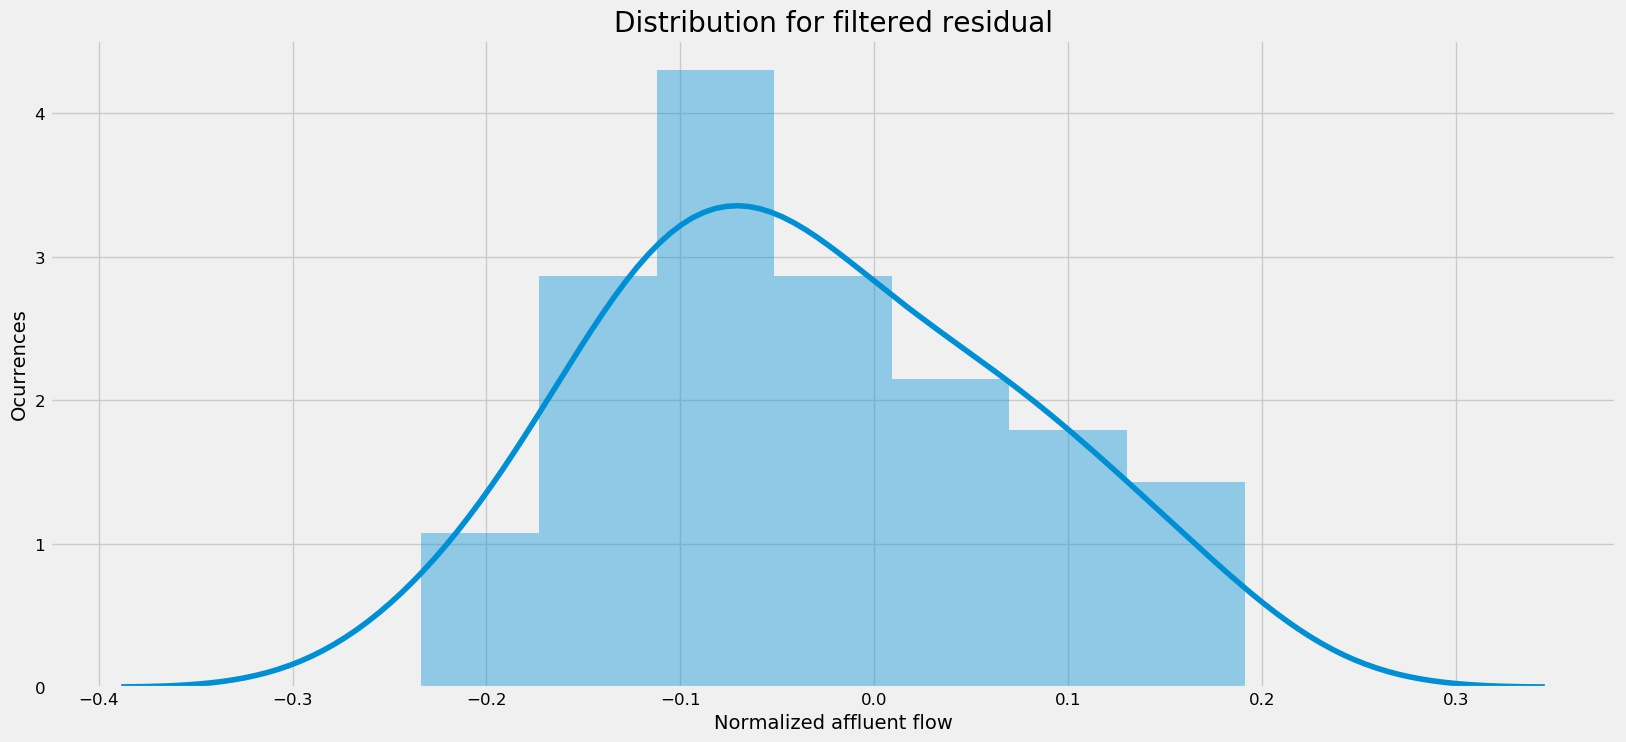 Distribution for filtered residual
Ocurrences
4
3
2
1
0
−0.4 −0.3 −0.2 −0.1 0.0 0.1 0.2 0.3
Normalized affluent flow